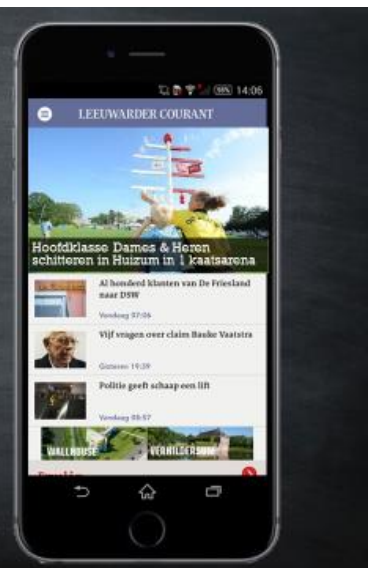 98% 14:06
LEEUWARDER COURANT
Hoofdklasse Dames & Heren
schitteren in Huizum in 1 kaatsarena
Al honderd klanten van De Friesland
naar DSW
Vandaag 07:06
Vijf vragen over claim Bauke Vaatstra
Gisteren 19:39
Politie geeft schaap een lift
Vandaag 08:57
WALLHOUSE
VERHILDERSUM